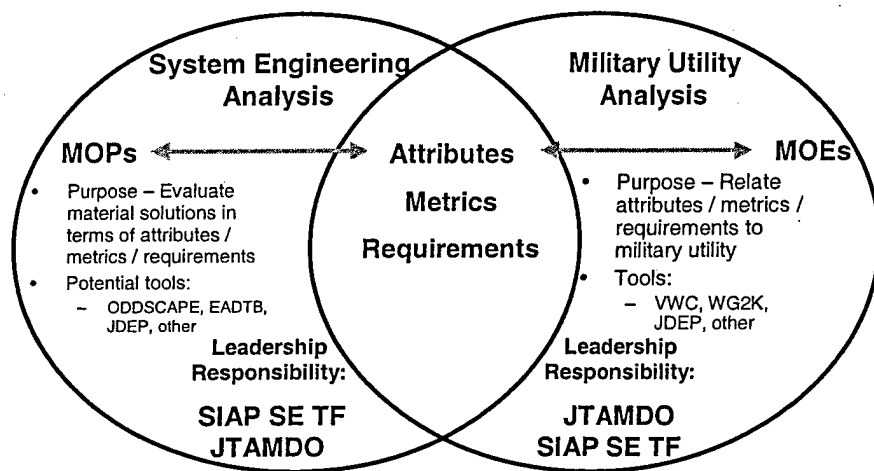 System Engineering
Analysis
MOPs
• Purpose – Evaluate
material solutions in
terms of attributes /
metrics / requirements
• Potential tools:
– ODDSCAPE, EADTB,
JDEP, other
Leadership
Responsibility:
SIAP SE TF
JTAMDO
Attributes
Metrics
Requirements
Military Utility
Analysis
MOEs
• Purpose – Relate
attributes / metrics /
requirements to
military utility
• Tools:
– VWC, WG2K,
JDEP, other
Leadership
Responsibility:
JTAMDO
SIAP SE TF